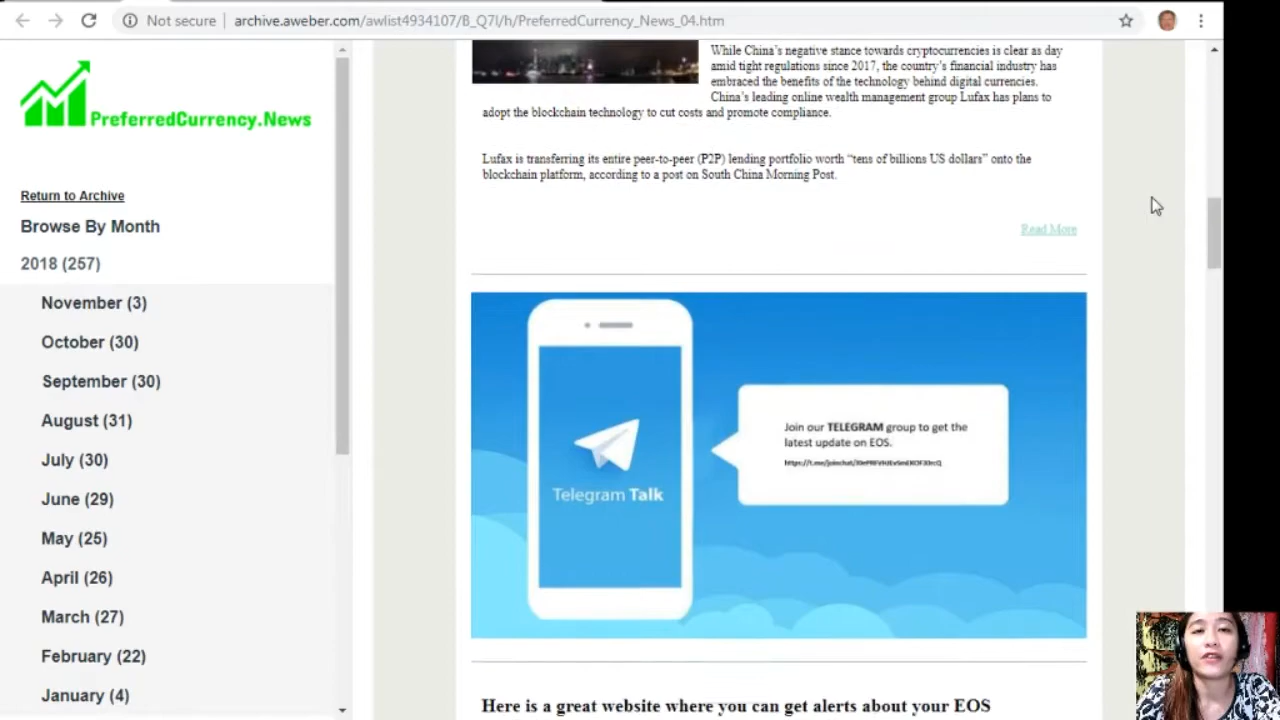 Not secure
archive.aweber.com/awlist4934107/B_Q7l/h/PreferredCurrency_News_04.htm
PreferredCurrency.News
Return to Archive
Browse By Month
2018 (257)
November (3)
October (30)
September (30)
August (31)
July (30)
June (29)
May (25)
April (26)
March (27)
February (22)
January (4)
While China's negative stance towards cryptocurrencies is clear as day
amid tight regulations since 2017, the country's financial industry has
embraced the benefits of the technology behind digital currencies.
China's leading online wealth management group Lufax has plans to
adopt the blockchain technology to cut costs and promote compliance.
Lufax is transferring its entire peer-to-peer (P2P) lending portfolio worth "tens of billions US dollars" onto the
blockchain platform, according to a post on South China Morning Post.
Read More
Telegram Talk
Join our TELEGRAM group to get the
latest update on EOS.
Here is a great website where you can get alerts about your EOS